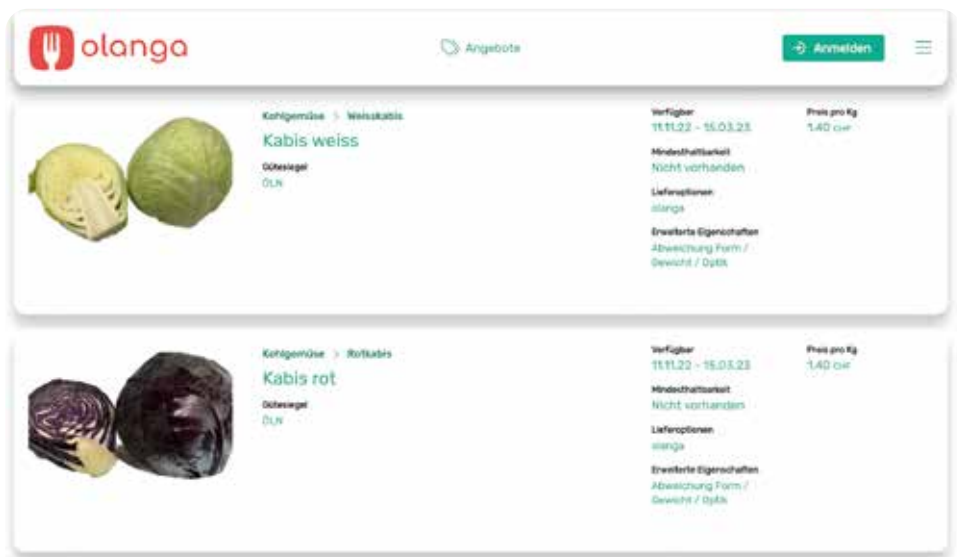 olanga
Angebote
Anmelden
Kohlgemüse > Weisskabis
Kabis weiss
Gütesiegel
ÖLN
Verfügbar
11.11.22 - 15.03.23
Mindesthaltbarkeit
Nicht vorhanden
Lieferoptionen
olanga
Erweiterte Eigenschaften
Abweichung Form /
Gewicht / Optik
Preis pro Kg
1.40 CHF
Kohlgemüse > Rotkabis
Kabis rot
Gütesiegel
ÖLN
Verfügbar
11.11.22 - 15.03.23
Mindesthaltbarkeit
Nicht vorhanden
Lieferoptionen
olanga
Erweiterte Eigenschaften
Abweichung Form /
Gewicht / Optik
Preis pro Kg
1.40 CHF